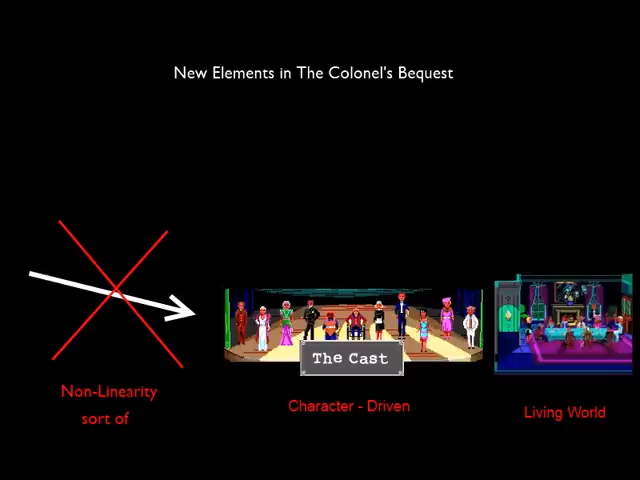 New Elements in The Colonel's Bequest
The Cast
Non-Linearity
sort of
Character - Driven
Living World